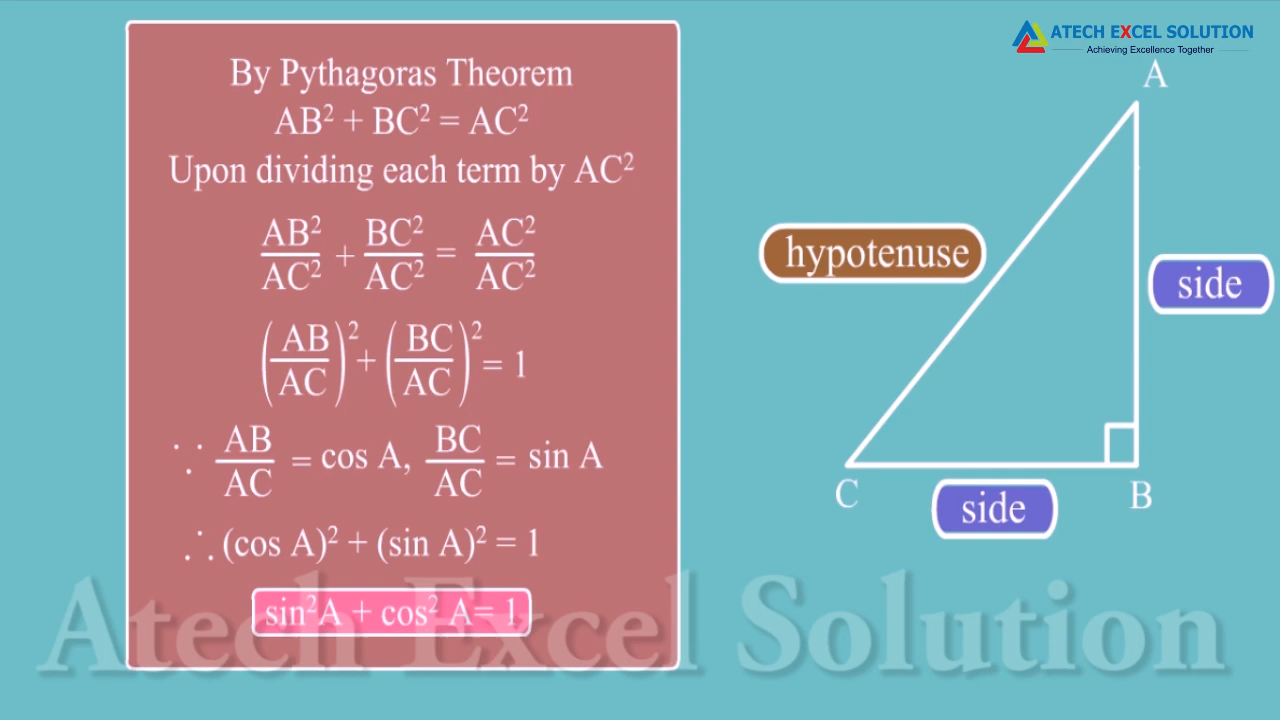 By Pythagoras Theorem
AB² + BC² = AC²
Upon dividing each term by AC²
AB²/AC² + BC²/AC² = AC²/AC²
(AB/AC)² + (BC/AC)² = 1
∵ AB/AC = cos A, BC/AC = sin A
∴ (cos A)² + (sin A)² = 1
sin²A + cos² A= 1
ATECH EXCEL SOLUTION
Achieving Excellence Together
A
hypotenuse
side
C
B
side
Atech Excel Solution